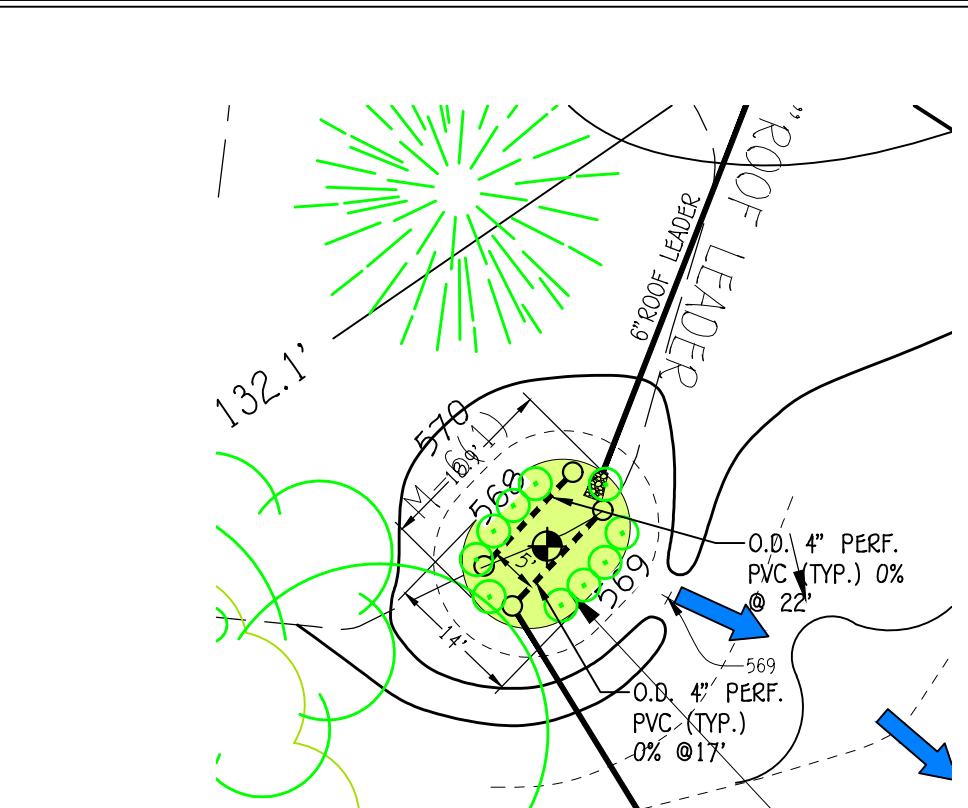 " ROOF LEADER
6" ROOF LEADER
132.1'
570
568
5'
569
14'
O.D. 4" PERF.
PVC (TYP.) 0%
@ 22'
569
O.D. 4" PERF.
PVC (TYP.)
0% @17'